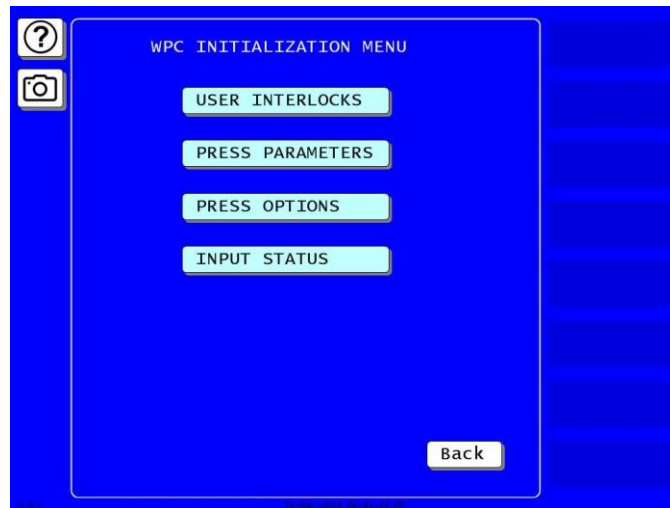 ?
WPC INITIALIZATION MENU
USER INTERLOCKS
PRESS PARAMETERS
PRESS OPTIONS
INPUT STATUS
Back